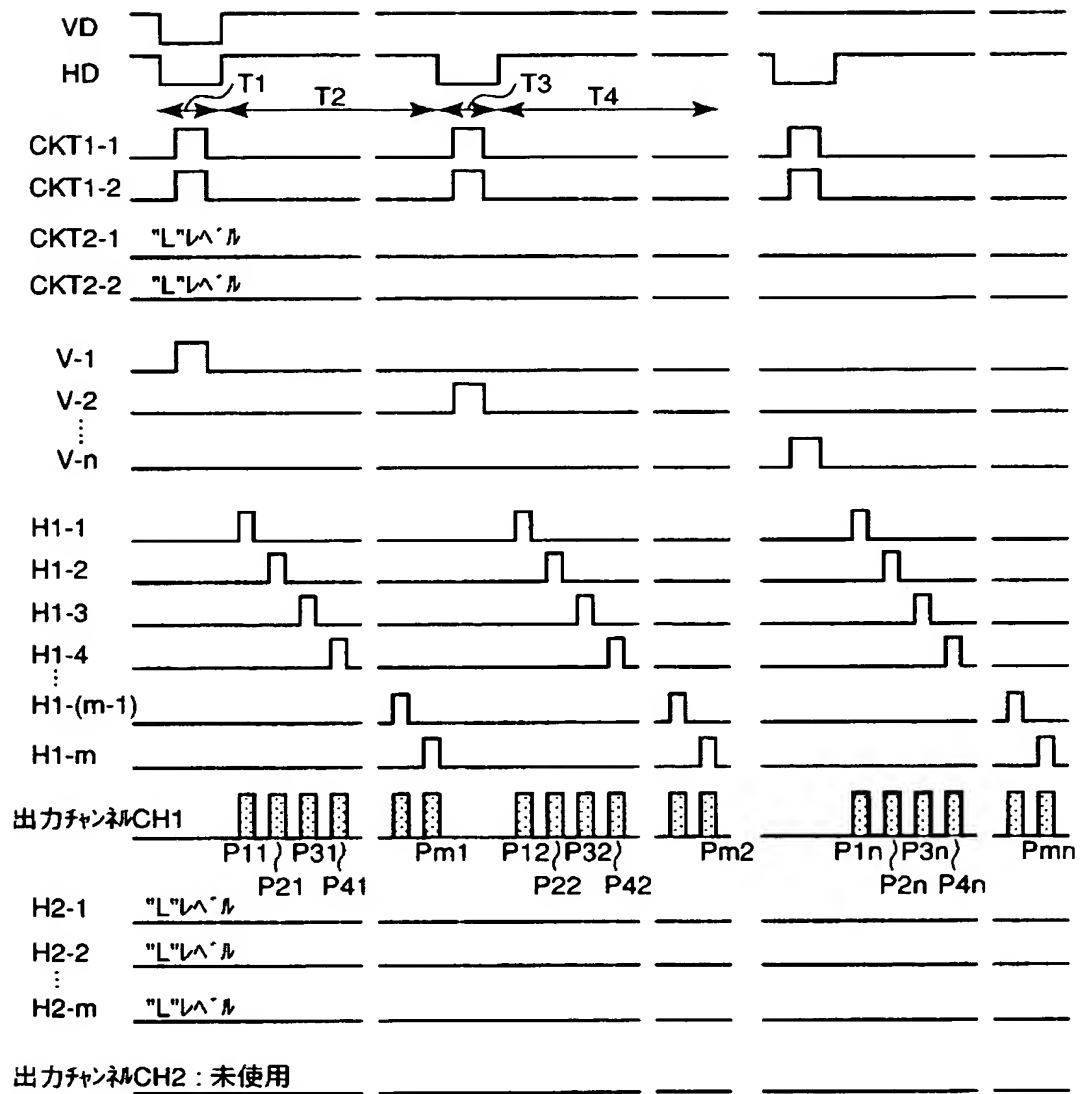 VD
HD
T1 T2 T3 T4
CKT1-1
CKT1-2
CKT2-1 "L"レベル
CKT2-2 "L"レベル
V-1
V-2
V-n
H1-1
H1-2
H1-3
H1-4
H1-(m-1)
H1-m
出力チャンネルCH1
P11 P31 Pm1 P12 P32 Pm2 P1n P3n Pmn
P21 P41 P22 P42 P2n P4n
H2-1 "L"レベル
H2-2 "L"レベル
H2-m "L"レベル
出力チャンネルCH2：未使用